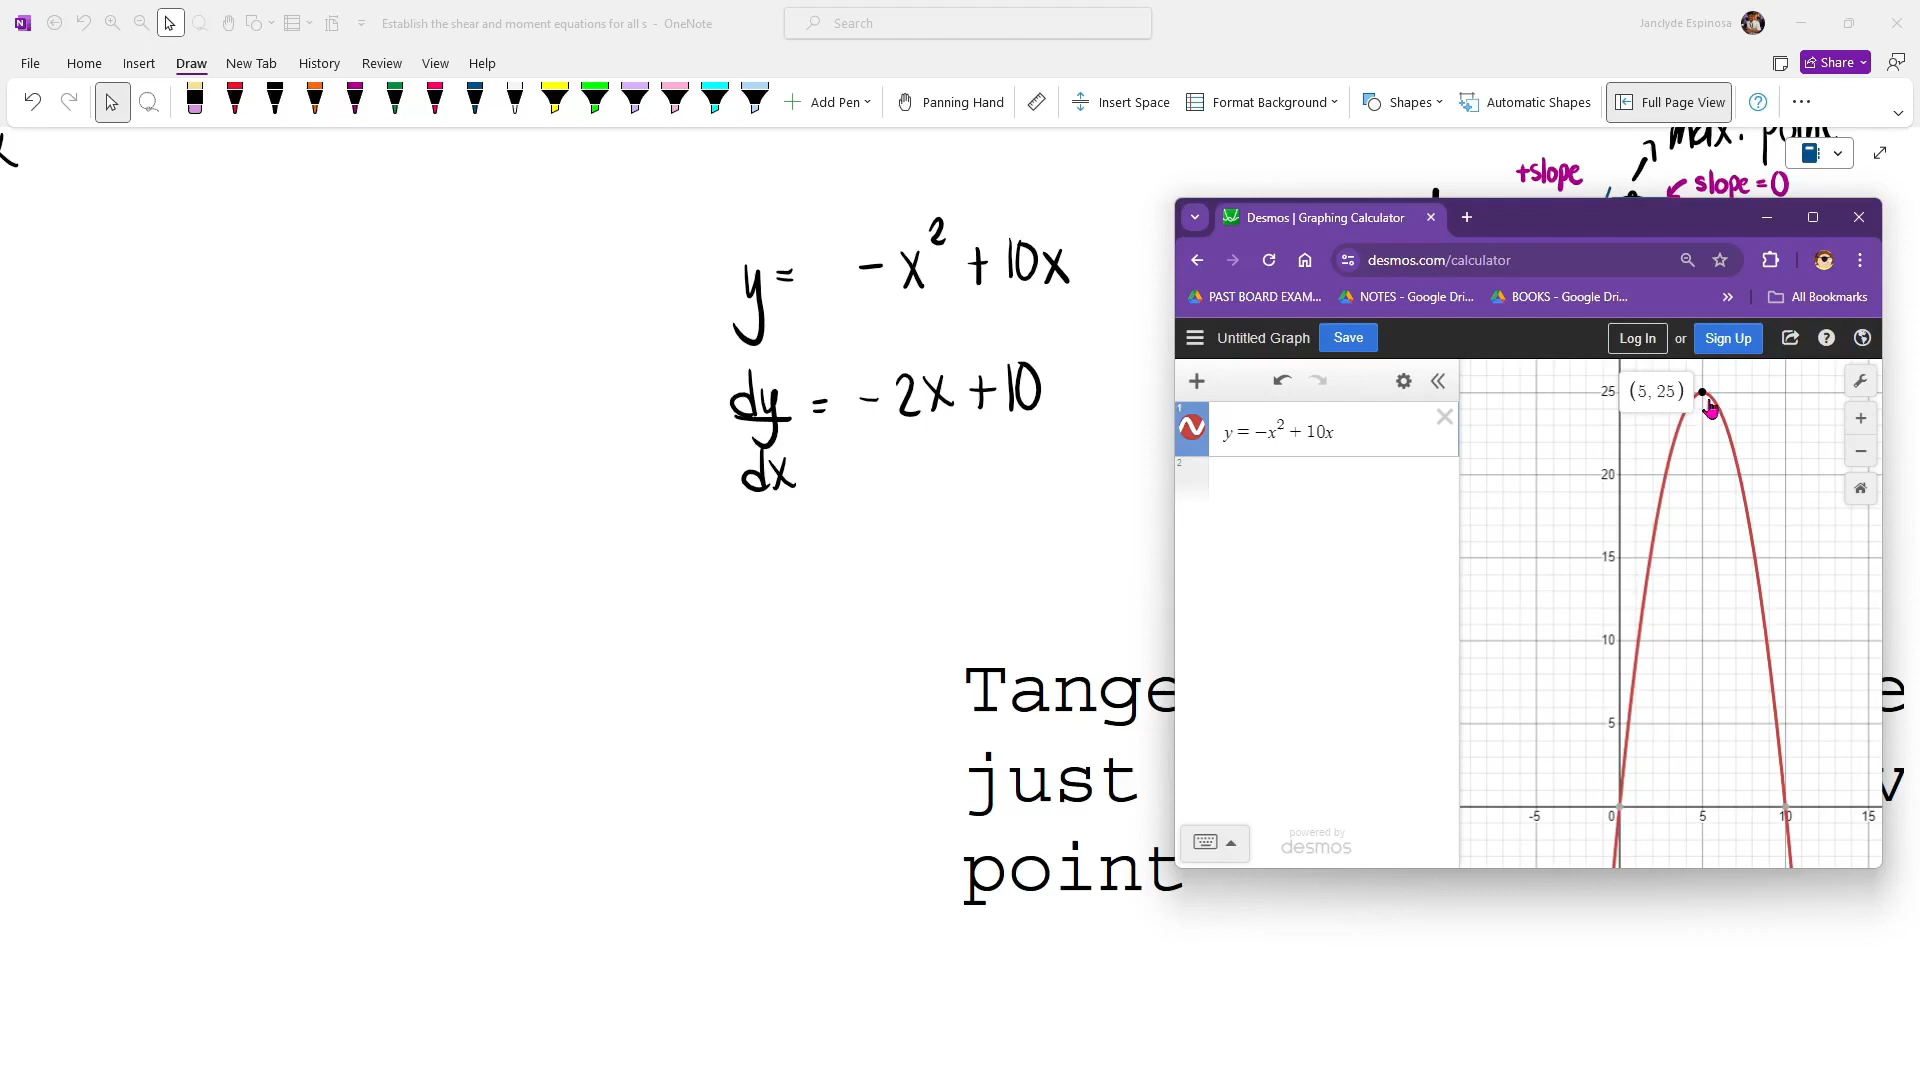 Establish the shear and moment equations for all s - OneNote
Search
Janclyde Espinosa
File Home Insert Draw New Tab History Review View Help
Share
Add Pen
Panning Hand
Insert Space
Format Background
Shapes
Automatic Shapes
Full Page View
max. point
+slope
slope = 0
y = -x² + 10x
dy/dx = -2x + 10
Tange
just
point
Desmos | Graphing Calculator
desmos.com/calculator
PAST BOARD EXAM...
NOTES - Google Dri...
BOOKS - Google Dri...
All Bookmarks
Untitled Graph
Save
Log In or Sign Up
1
y = −x² + 10x
2
powered by
desmos
(5, 25)
25
20
15
10
5
-5 0 5 10 15
e
v